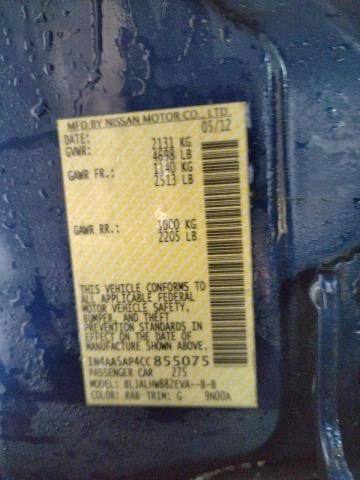 MFD BY NISSAN MOTOR CO., LTD.
DATE: 05/12
GVWR: 2131 KG
4698 LB
GAWR FR.: 1140 KG
2513 LB
GAWR RR.: 1000 KG
2205 LB
THIS VEHICLE CONFORMS TO
ALL APPLICABLE FEDERAL
MOTOR VEHICLE SAFETY,
BUMPER, AND THEFT
PREVENTION STANDARDS IN
EFFECT ON THE DATE OF
MANUFACTURE SHOWN ABOVE.
1N4AA5AP4CC855075
PASSENGER CAR 275
MODEL: BLJALHW882EVA--B-B
COLOR: RAB TRIM: G 9N00A